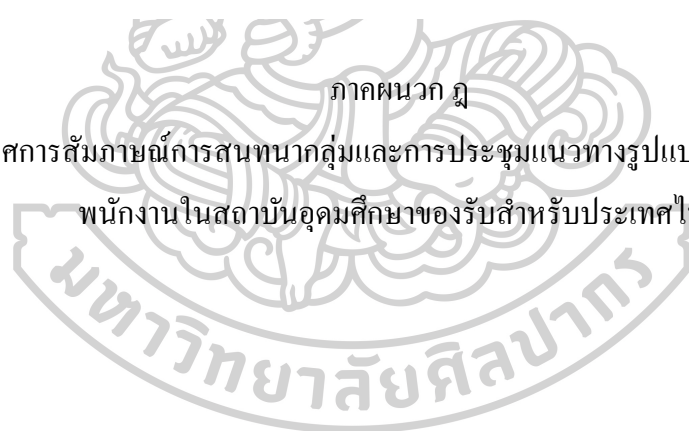 ภาคผนวก ฎ
ศการสัมภาษณ์การสนทนากลุ่มและการประชุมแนวทางรูปแบ
พนักงานในสถาบันอุดมศึกษาของรับสำหรับประเทศไ
มหาวิทยาลัยศิลปากร